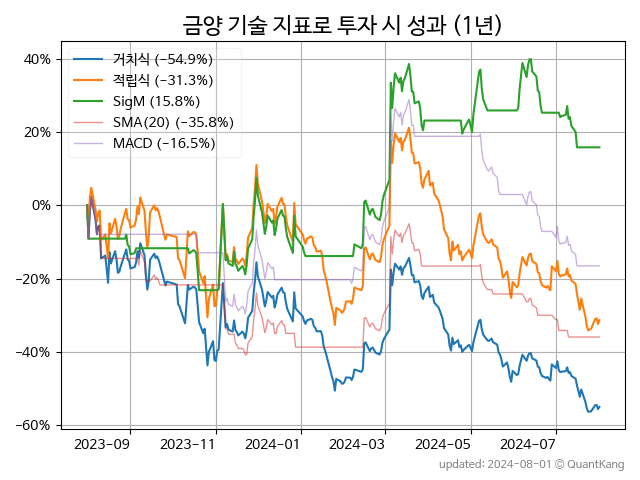 금양 기술 지표로 투자 시 성과 (1년)
40%
20%
0%
−20%
−40%
−60%
거치식 (−54.9%)
적립식 (−31.3%)
SigM (15.8%)
SMA(20) (−35.8%)
MACD (−16.5%)
2023-09
2023-11
2024-01
2024-03
2024-05
2024-07
updated: 2024-08-01 © QuantKang